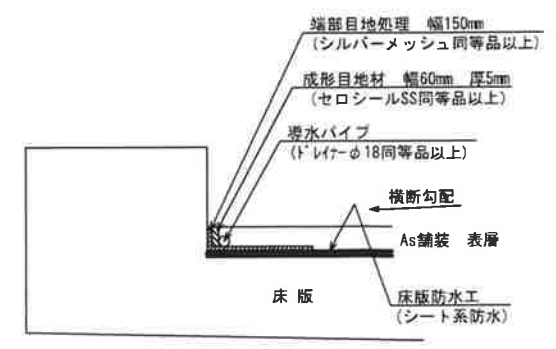 端部目地処理　幅150mm
(シルバーメッシュ同等品以上)
成形目地材　幅60mm　厚5mm
(セロシールSS同等品以上)
導水パイプ
(ﾄﾞﾚｲﾅｰφ18同等品以上)
横断勾配
As舗装　表層
床版
床版防水工
(シート系防水)